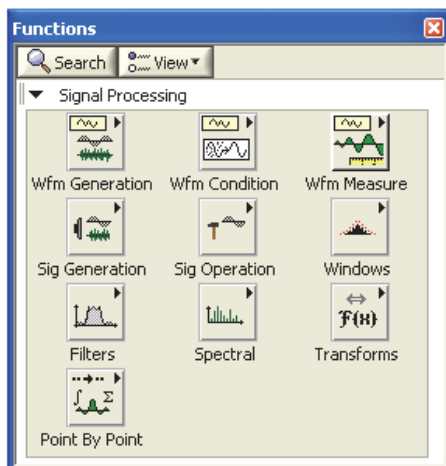 Functions
Search View
Signal Processing
Wfm Generation Wfm Condition Wfm Measure
Sig Generation Sig Operation Windows
F(x)
Filters Spectral Transforms
∫ Σ
Point By Point